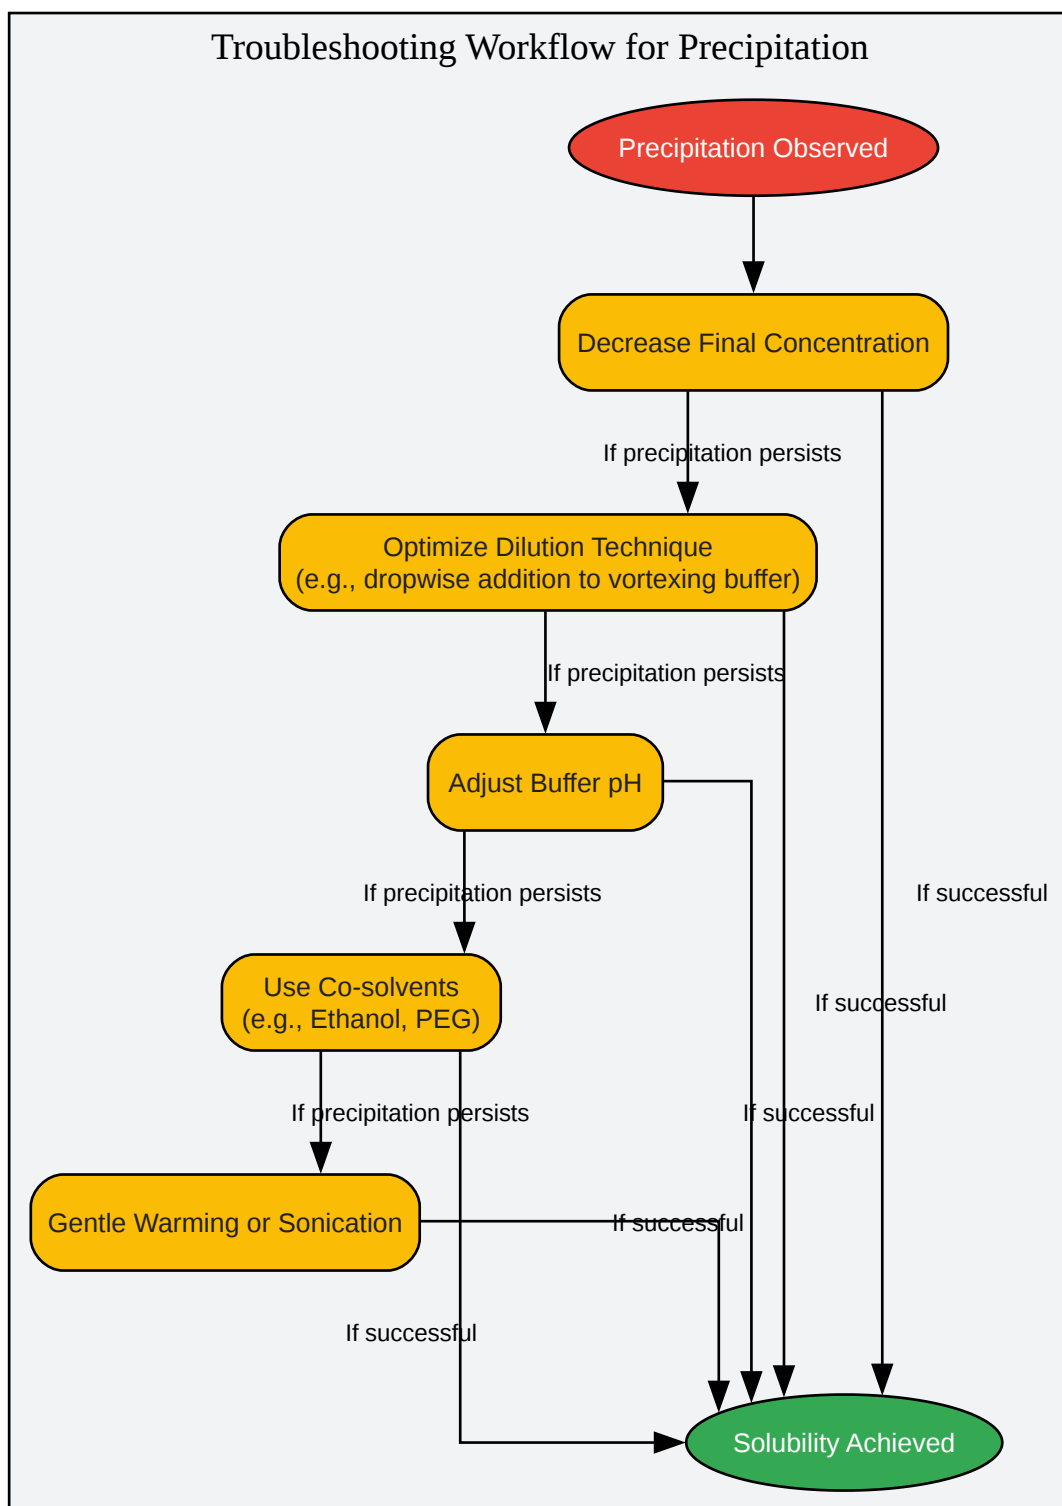 Troubleshooting Workflow for Precipitation
Precipitation Observed
Decrease Final Concentration
If precipitation persists
Optimize Dilution Technique
(e.g., dropwise addition to vortexing buffer)
If precipitation persists
Adjust Buffer pH
If precipitation persists
If successful
Use Co-solvents
(e.g., Ethanol, PEG)
If successful
If precipitation persists
If successful
Gentle Warming or Sonication
If successful
If successful
Solubility Achieved